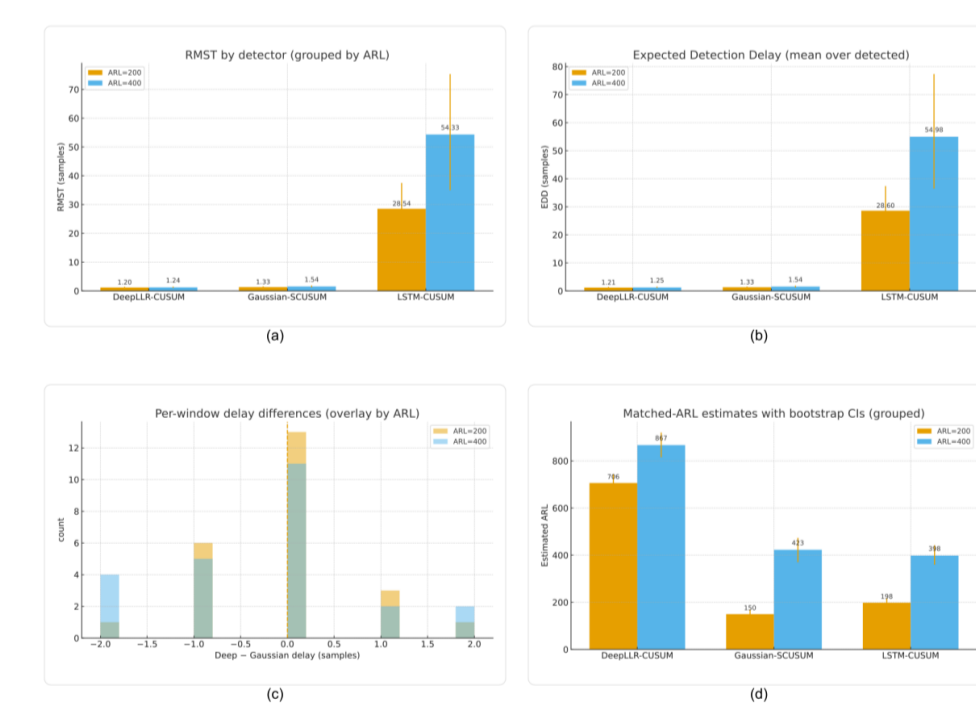 RMST by detector (grouped by ARL)
ARL=200
ARL=400
RMST (samples)
70
60
50
40
30
20
10
0
1.20
1.24
1.33
1.54
28.54
54.33
DeepLLR-CUSUM
Gaussian-SCUSUM
LSTM-CUSUM
(a)
Expected Detection Delay (mean over detected)
ARL=200
ARL=400
EDD (samples)
80
70
60
50
40
30
20
10
0
1.21
1.25
1.33
1.54
28.60
54.98
DeepLLR-CUSUM
Gaussian-SCUSUM
LSTM-CUSUM
(b)
Per-window delay differences (overlay by ARL)
ARL=200
ARL=400
count
12
10
8
6
4
2
0
−2.0
−1.5
−1.0
−0.5
0.0
0.5
1.0
1.5
2.0
Deep − Gaussian delay (samples)
(c)
Matched-ARL estimates with bootstrap CIs (grouped)
ARL=200
ARL=400
Estimated ARL
800
600
400
200
0
706
867
150
423
198
398
DeepLLR-CUSUM
Gaussian-SCUSUM
LSTM-CUSUM
(d)